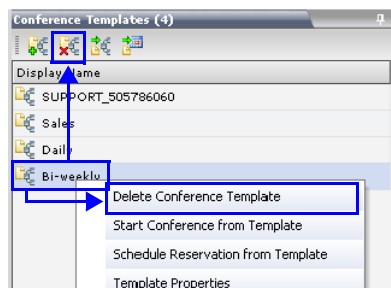 Conference Templates (4)
Display Name
SUPPORT_505786060
Sales
Daily
Bi-weekly
Delete Conference Template
Start Conference from Template
Schedule Reservation from Template
Template Properties